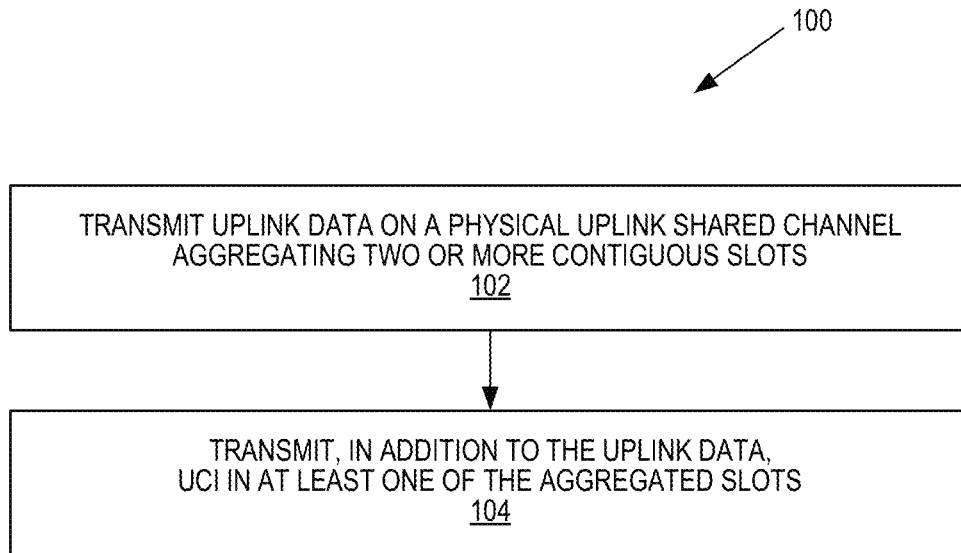 100
TRANSMIT UPLINK DATA ON A PHYSICAL UPLINK SHARED CHANNEL
AGGREGATING TWO OR MORE CONTIGUOUS SLOTS
102
TRANSMIT, IN ADDITION TO THE UPLINK DATA,
UCI IN AT LEAST ONE OF THE AGGREGATED SLOTS
104